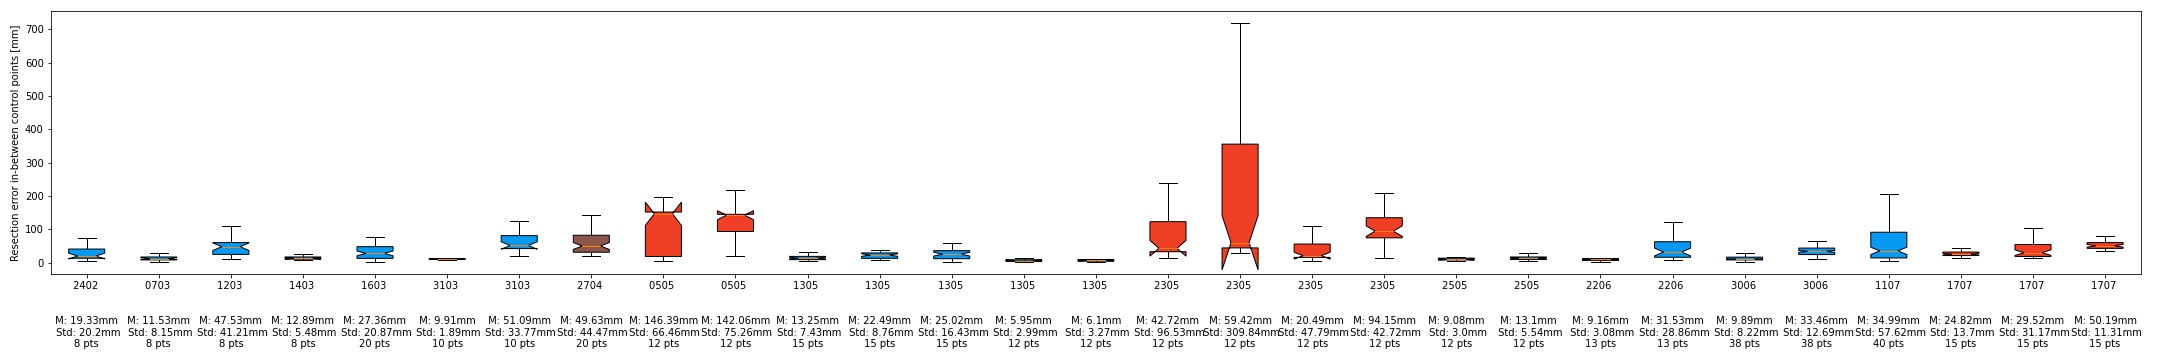 Resection error in-between control points [mm]
700
600
500
400
300
200
100
0
2402 0703 1203 1403 1603 3103 3103 2704 0505 0505 1305 1305 1305 1305 1305 2305 2305 2305 2305 2505 2505 2206 2206 3006 3006 1107 1707 1707 1707
M: 19.33mm M: 11.53mm M: 47.53mm M: 12.89mm M: 27.36mm M: 9.91mm M: 51.09mm M: 49.63mm M: 146.39mm M: 142.06mm M: 13.25mm M: 22.49mm M: 25.02mm M: 5.95mm M: 6.1mm M: 42.72mm M: 59.42mm M: 20.49mm M: 94.15mm M: 9.08mm M: 13.1mm M: 9.16mm M: 31.53mm M: 9.89mm M: 33.46mm M: 34.99mm M: 24.82mm M: 29.52mm M: 50.19mm
Std: 20.2mm Std: 8.15mm Std: 41.21mm Std: 5.48mm Std: 20.87mm Std: 1.89mm Std: 33.77mm Std: 44.47mm Std: 66.46mm Std: 75.26mm Std: 7.43mm Std: 8.76mm Std: 16.43mm Std: 2.99mm Std: 3.27mm Std: 96.53mm Std: 309.84mm Std: 47.79mm Std: 42.72mm Std: 3.0mm Std: 5.54mm Std: 3.08mm Std: 28.86mm Std: 8.22mm Std: 12.69mm Std: 57.62mm Std: 13.7mm Std: 31.17mm Std: 11.31mm
8 pts 8 pts 8 pts 8 pts 20 pts 10 pts 10 pts 20 pts 12 pts 12 pts 15 pts 15 pts 15 pts 12 pts 12 pts 12 pts 12 pts 12 pts 12 pts 12 pts 12 pts 13 pts 13 pts 38 pts 38 pts 40 pts 15 pts 15 pts 15 pts